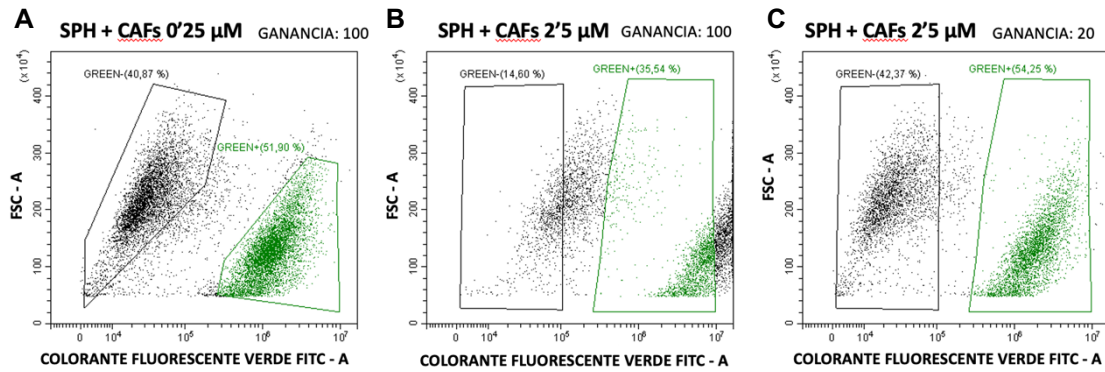 A
SPH + CAFs 0'25 µM GANANCIA: 100
(x 10⁴)
400
300
200
100
0
FSC - A
GREEN-(40,87 %)
GREEN+(51,90 %)
0 10⁴ 10⁵ 10⁶ 10⁷
COLORANTE FLUORESCENTE VERDE FITC - A
B
SPH + CAFs 2'5 µM GANANCIA: 100
(x 10⁴)
400
300
200
100
0
FSC - A
GREEN-(14,60 %)
GREEN+(35,54 %)
0 10⁴ 10⁵ 10⁶ 10⁷
COLORANTE FLUORESCENTE VERDE FITC - A
C
SPH + CAFs 2'5 µM GANANCIA: 20
(x 10⁴)
400
300
200
100
0
FSC - A
GREEN-(42,37 %)
GREEN+(54,25 %)
0 10⁴ 10⁵ 10⁶ 10⁷
COLORANTE FLUORESCENTE VERDE FITC - A